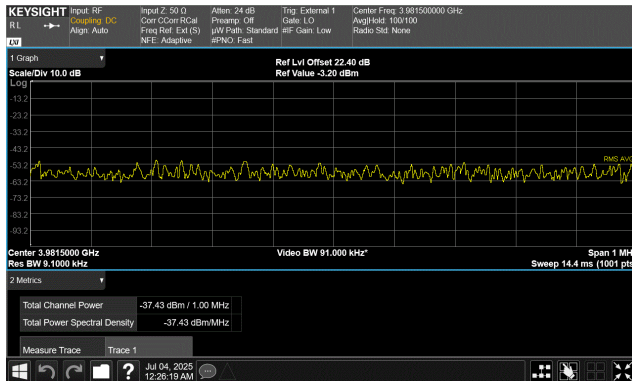 KEYSIGHT Input: RF Input Z: 50 Ω Atten: 24 dB Trig: External 1 Center Freq: 3.981500000 GHz
RL Coupling: DC Corr CCorr RCal Preamp: Off Gate: LO Avg|Hold: 100/100
Align: Auto Freq Ref: Ext (S) µW Path: Standard #IF Gain: Low Radio Std: None
LXI NFE: Adaptive #PNO: Fast
1 Graph
Ref Lvl Offset 22.40 dB
Scale/Div 10.0 dB Ref Value -3.20 dBm
Log
-13.2
-23.2
-33.2
-43.2
RMS AVG
-53.2
-63.2
-73.2
-83.2
-93.2
Center 3.9815000 GHz Video BW 91.000 kHz* Span 1 MH
Res BW 9.1000 kHz Sweep 14.4 ms (1001 pts
2 Metrics
Total Channel Power -37.43 dBm / 1.00 MHz
Total Power Spectral Density -37.43 dBm/MHz
Measure Trace Trace 1
? Jul 04, 2025
12:26:19 AM